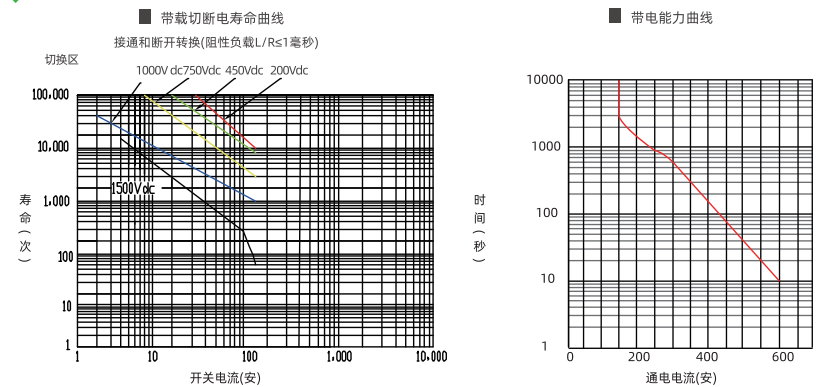 带载切断电寿命曲线
接通和断开转换(阻性负载L/R≤1毫秒)
切换区
1000V dc 750Vdc 450Vdc 200Vdc
100,000
10,000
1,000
100
10
1
寿命(次)
1500Vdc
1 10 100 1,000 10,000
开关电流(安)
带电能力曲线
10000
1000
100
10
1
时间(秒)
0 200 400 600
通电电流(安)